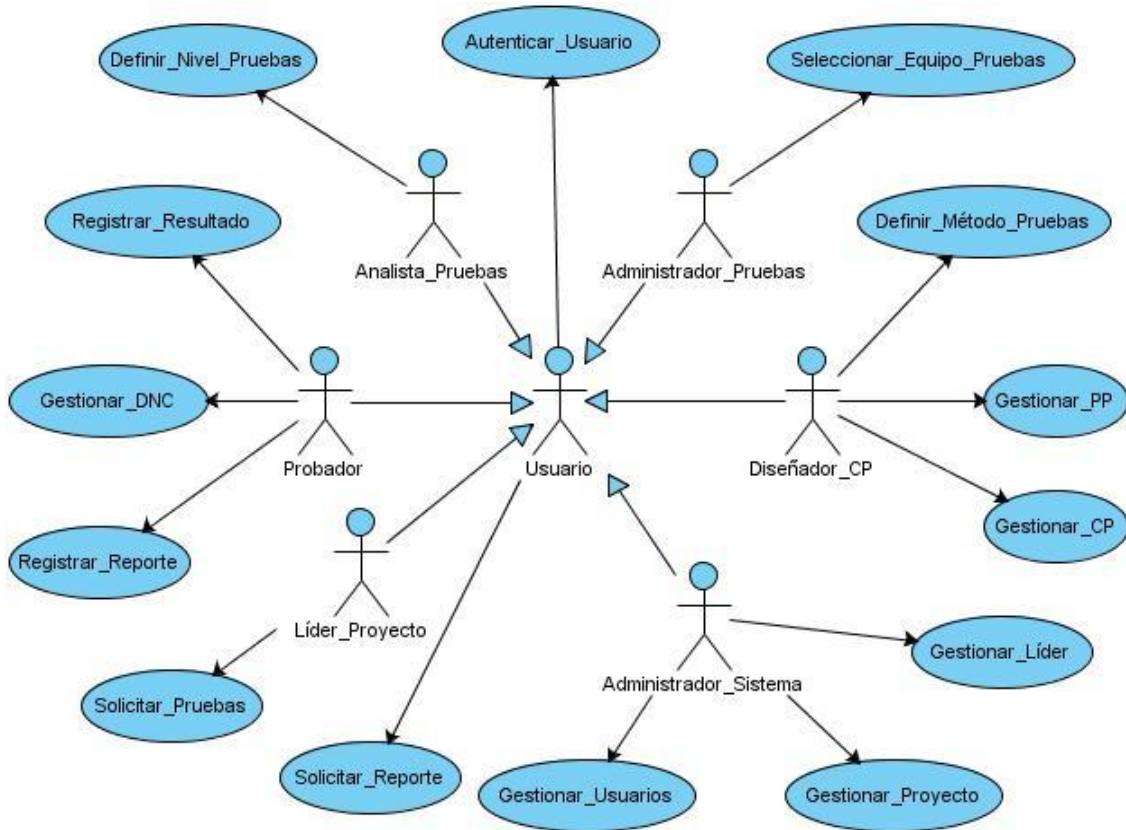 Autenticar_Usuario
Definir_Nivel_Pruebas
Seleccionar_Equipo_Pruebas
Registrar_Resultado
Definir_Método_Pruebas
Analista_Pruebas
Administrador_Pruebas
Gestionar_DNC
Gestionar_PP
Probador
Usuario
Diseñador_CP
Gestionar_CP
Registrar_Reporte
Líder_Proyecto
Gestionar_Líder
Administrador_Sistema
Solicitar_Pruebas
Solicitar_Reporte
Gestionar_Usuarios
Gestionar_Proyecto